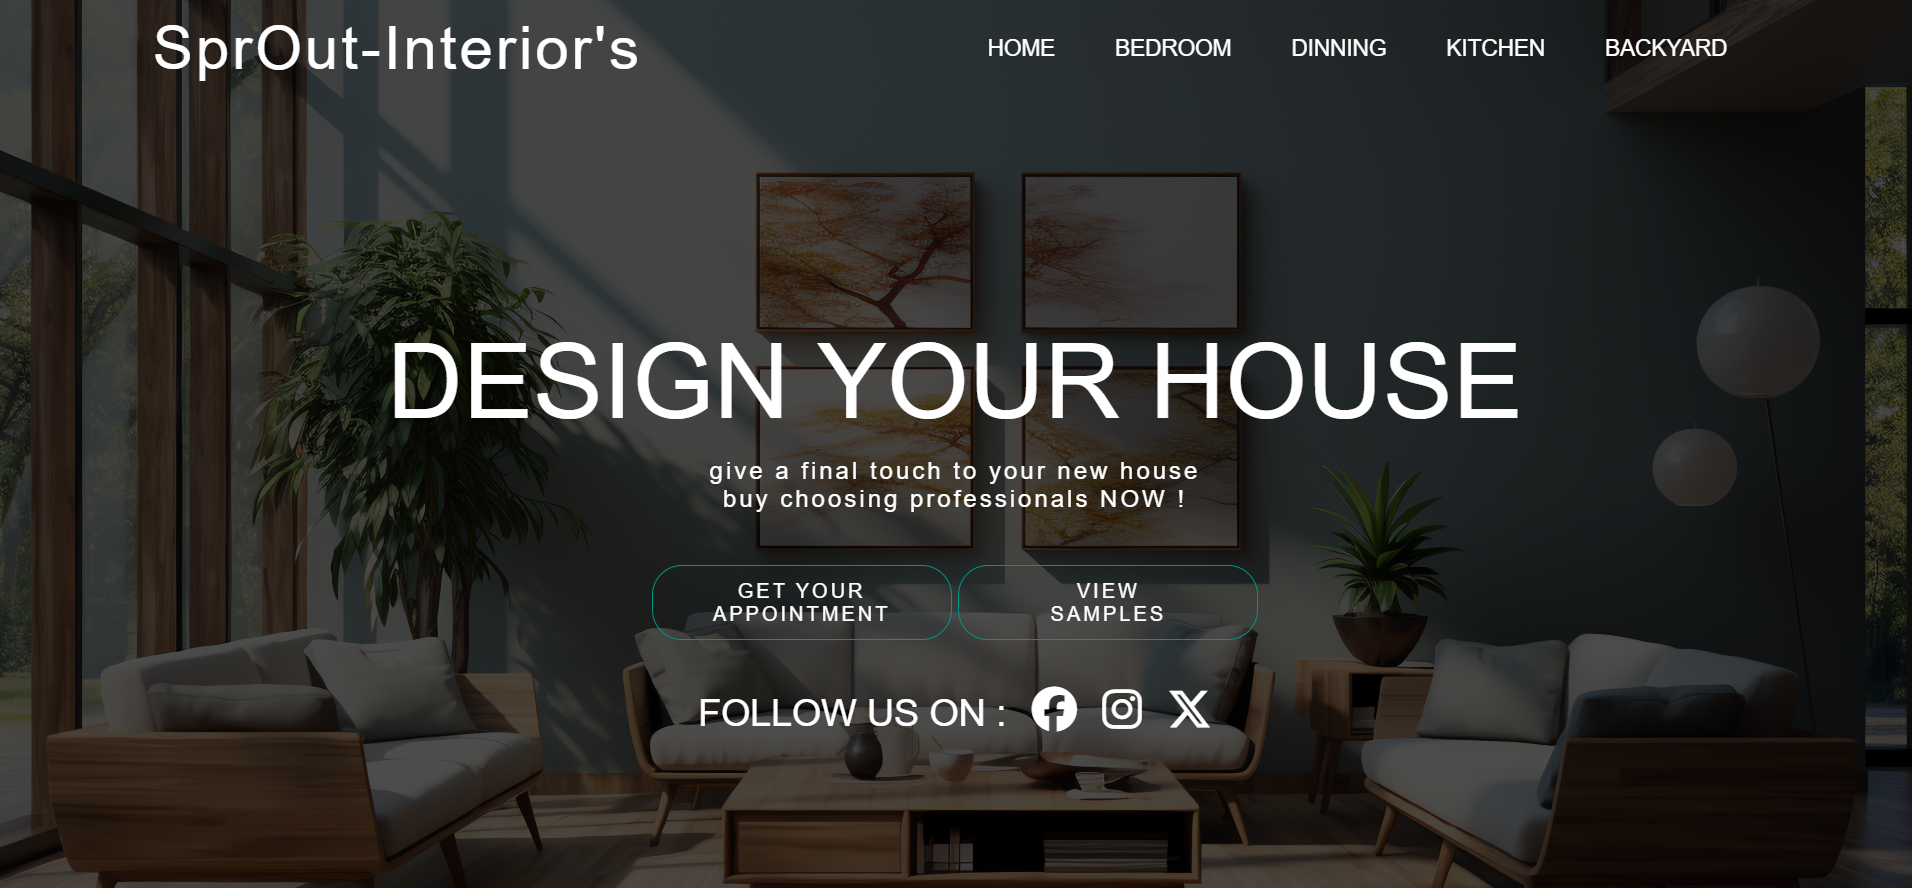 SprOut-Interior's
HOME BEDROOM DINNING KITCHEN BACKYARD
DESIGN YOUR HOUSE
give a final touch to your new house
buy choosing professionals NOW !
GET YOUR
APPOINTMENT
VIEW
SAMPLES
FOLLOW US ON :